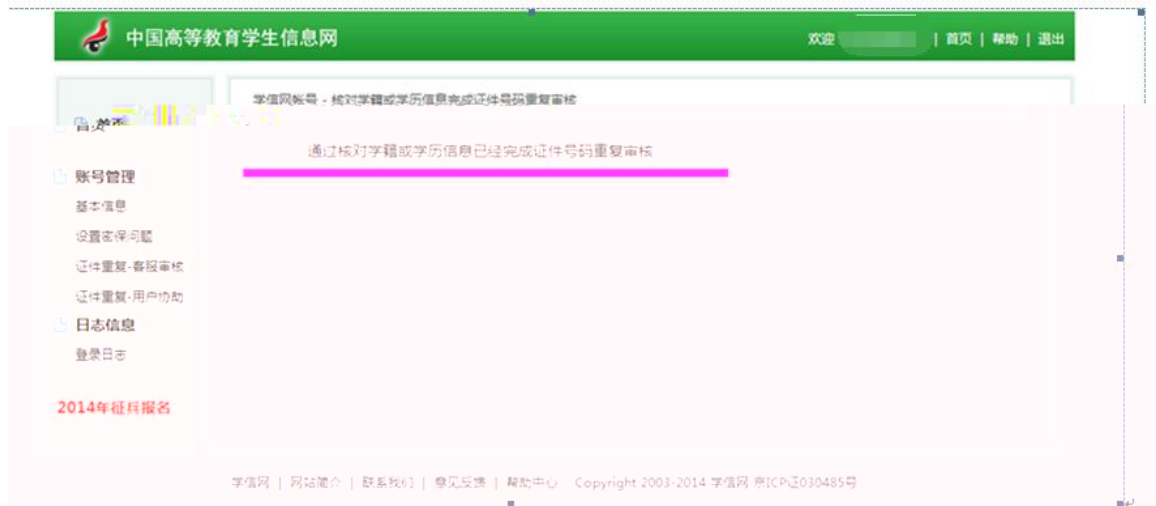 中国高等教育学生信息网
欢迎 | 首页 | 帮助 | 退出
学信网帐号 - 核对学籍或学历信息完成证件号码重复审核
首页
通过核对学籍或学历信息已经完成证件号码重复审核
账号管理
基本信息
设置密保问题
证件重复-客服审核
证件重复-用户协助
日志信息
登录日志
2014年征兵报名
学信网 | 网站简介 | 联系我们 | 意见反馈 | 帮助中心 Copyright 2003-2014 学信网 京ICP证030485号